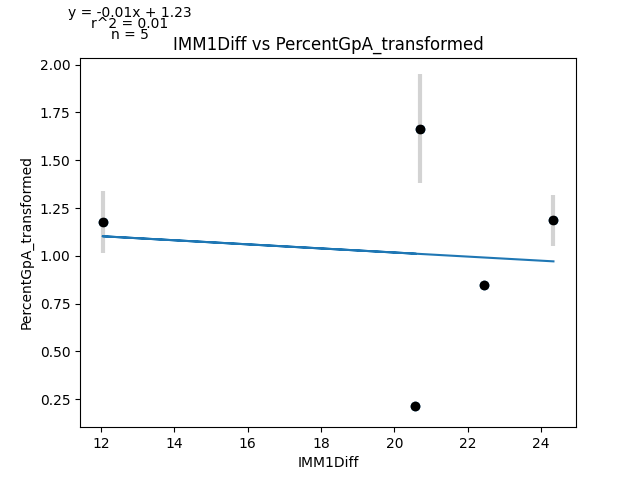 y = -0.01x + 1.23
r^2 = 0.01
n = 5
IMM1Diff vs PercentGpA_transformed
2.00
1.75
1.50
1.25
1.00
0.75
0.50
0.25
PercentGpA_transformed
12
14
16
18
20
22
24
IMM1Diff